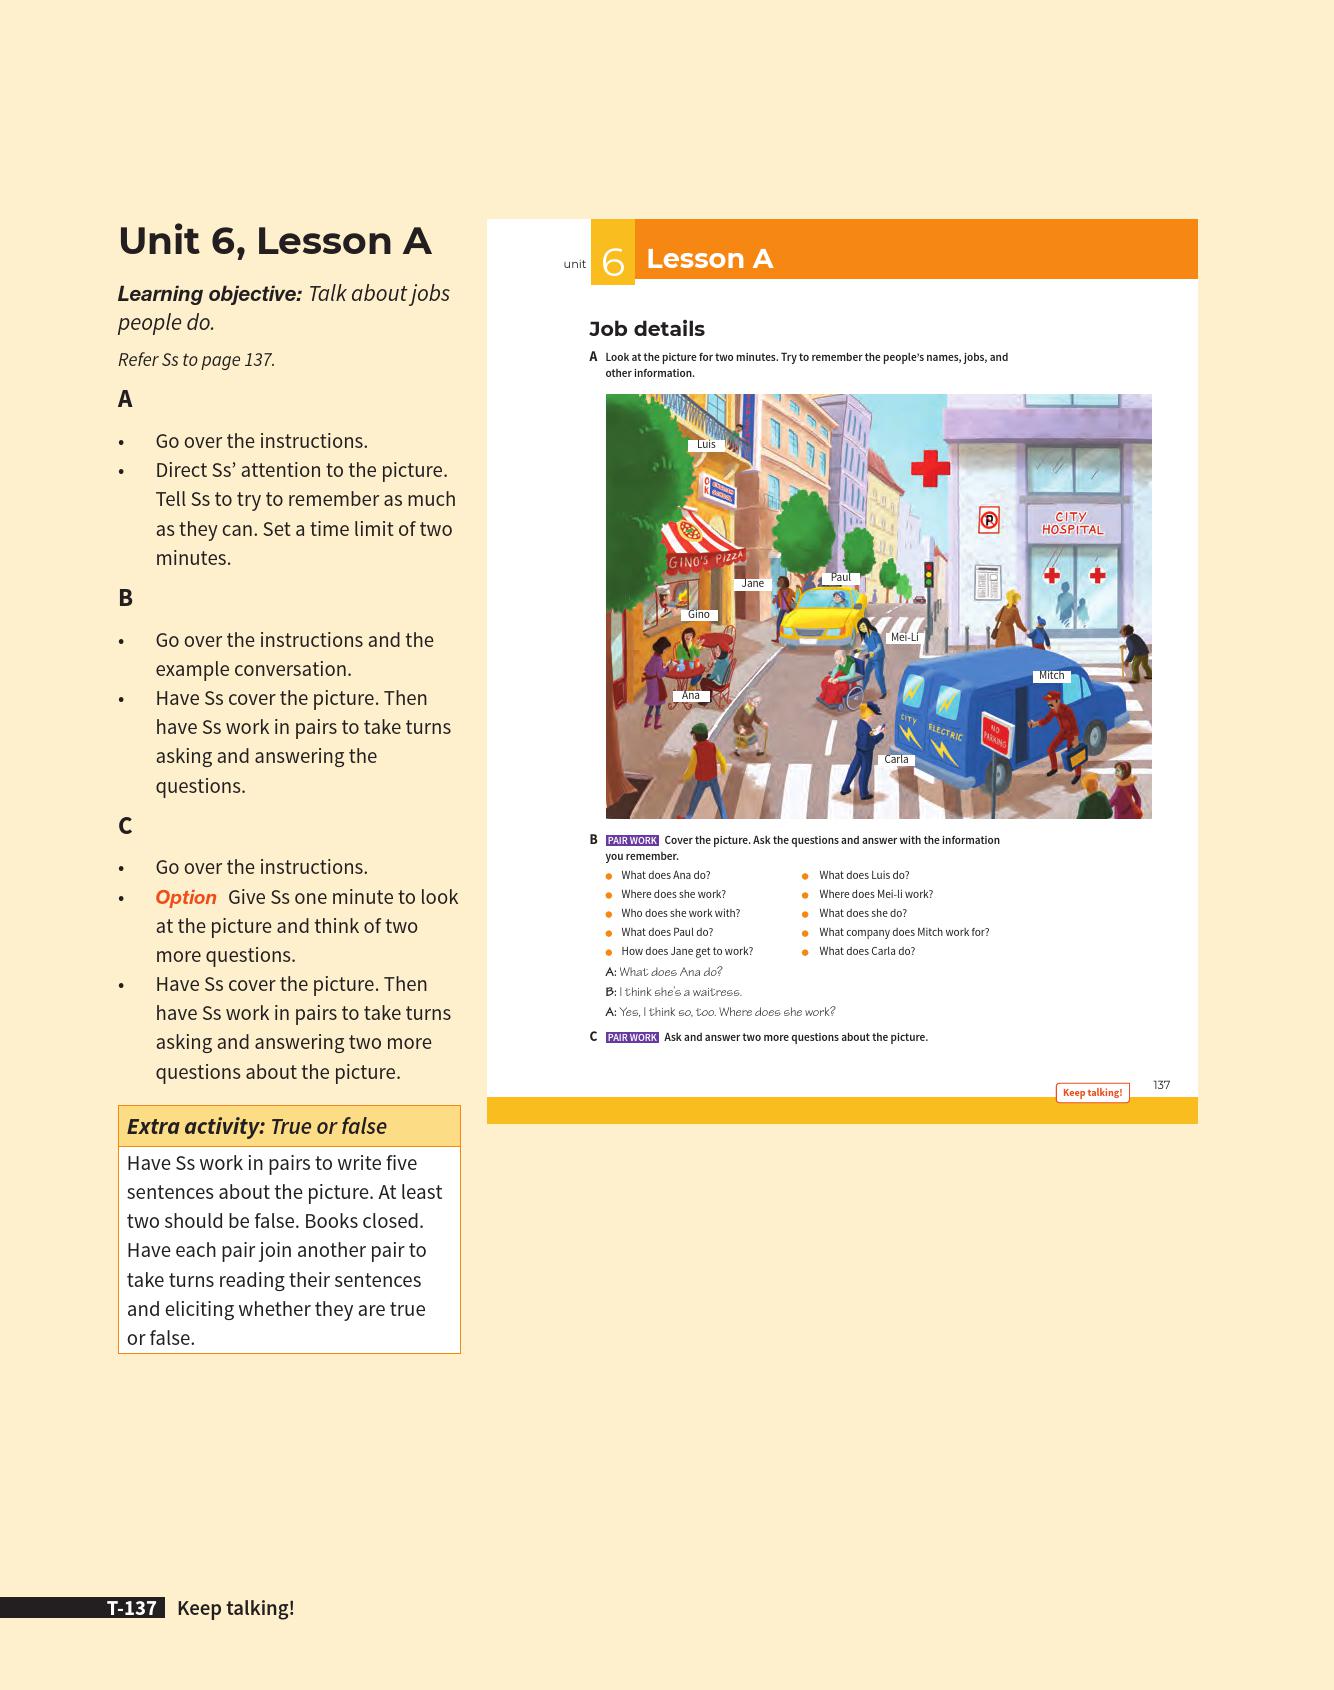 Unit 6, Lesson A
Learning objective: Talk about jobs
people do.
Refer Ss to page 137.
A
• Go over the instructions.
• Direct Ss’ attention to the picture.
Tell Ss to try to remember as much
as they can. Set a time limit of two
minutes.
B
• Go over the instructions and the
example conversation.
• Have Ss cover the picture. Then
have Ss work in pairs to take turns
asking and answering the
questions.
C
• Go over the instructions.
• Option Give Ss one minute to look
at the picture and think of two
more questions.
• Have Ss cover the picture. Then
have Ss work in pairs to take turns
asking and answering two more
questions about the picture.
Extra activity: True or false
Have Ss work in pairs to write five
sentences about the picture. At least
two should be false. Books closed.
Have each pair join another pair to
take turns reading their sentences
and eliciting whether they are true
or false.
unit 6 Lesson A
Job details
A Look at the picture for two minutes. Try to remember the people’s names, jobs, and
other information.
Luis
OK
GINO'S PIZZA
Jane
Paul
Gino
Mei-Li
Ana
Mitch
Carla
P
CITY
HOSPITAL
CITY ELECTRIC
NO
PARKING
B PAIR WORK Cover the picture. Ask the questions and answer with the information
you remember.
• What does Ana do?
• Where does she work?
• Who does she work with?
• What does Paul do?
• How does Jane get to work?
• What does Luis do?
• Where does Mei-li work?
• What does she do?
• What company does Mitch work for?
• What does Carla do?
A: What does Ana do?
B: I think she's a waitress.
A: Yes, I think so, too. Where does she work?
C PAIR WORK Ask and answer two more questions about the picture.
Keep talking!
137
T-137 Keep talking!